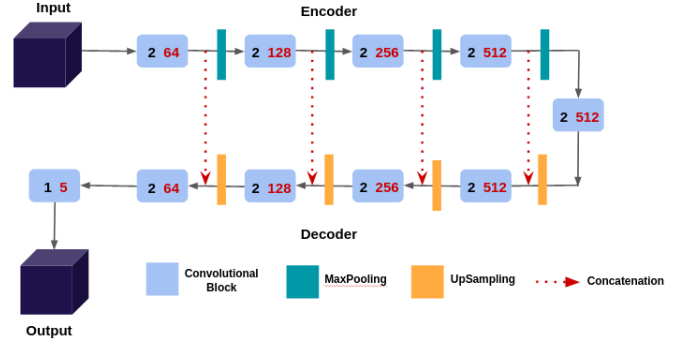 Input
Encoder
2 64
2 128
2 256
2 512
2 512
1 5
2 64
2 128
2 256
2 512
Decoder
Convolutional
Block
MaxPooling
UpSampling
Concatenation
Output